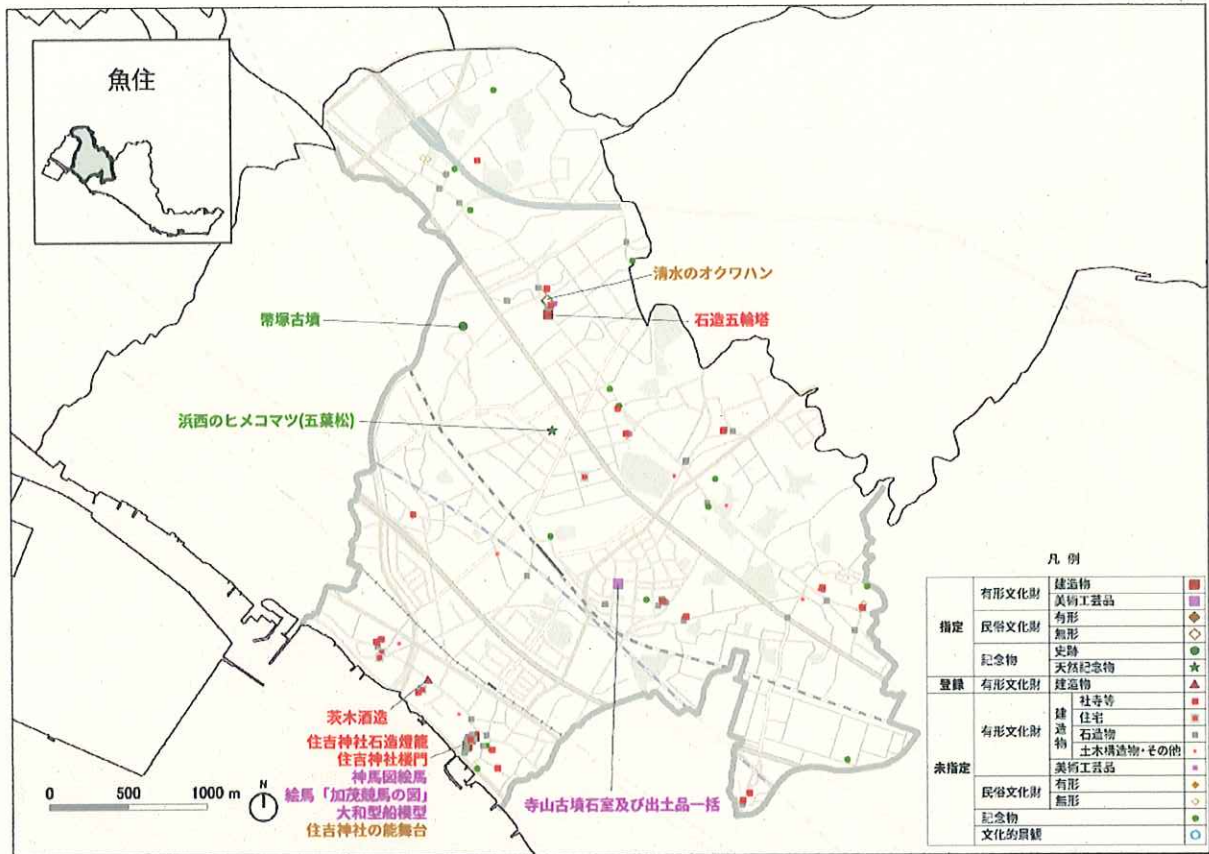 魚住
清水のオクワハン
石造五輪塔
幣塚古墳
浜西のヒメコマツ(五葉松)
茨木酒造
住吉神社石造燈籠
住吉神社楼門
神馬図絵馬
絵馬「加茂競馬の図」
大和型船模型
住吉神社の能舞台
寺山古墳石室及び出土品一括
0 500 1000 m
N
凡 例
指定 有形文化財 建造物
美術工芸品
民俗文化財 有形
無形
記念物 史跡
天然紀念物
登録 有形文化財 建造物
未指定 有形文化財 建造物 社寺等
住宅
石造物
土木構造物・その他
美術工芸品
民俗文化財 有形
無形
記念物
文化的景観